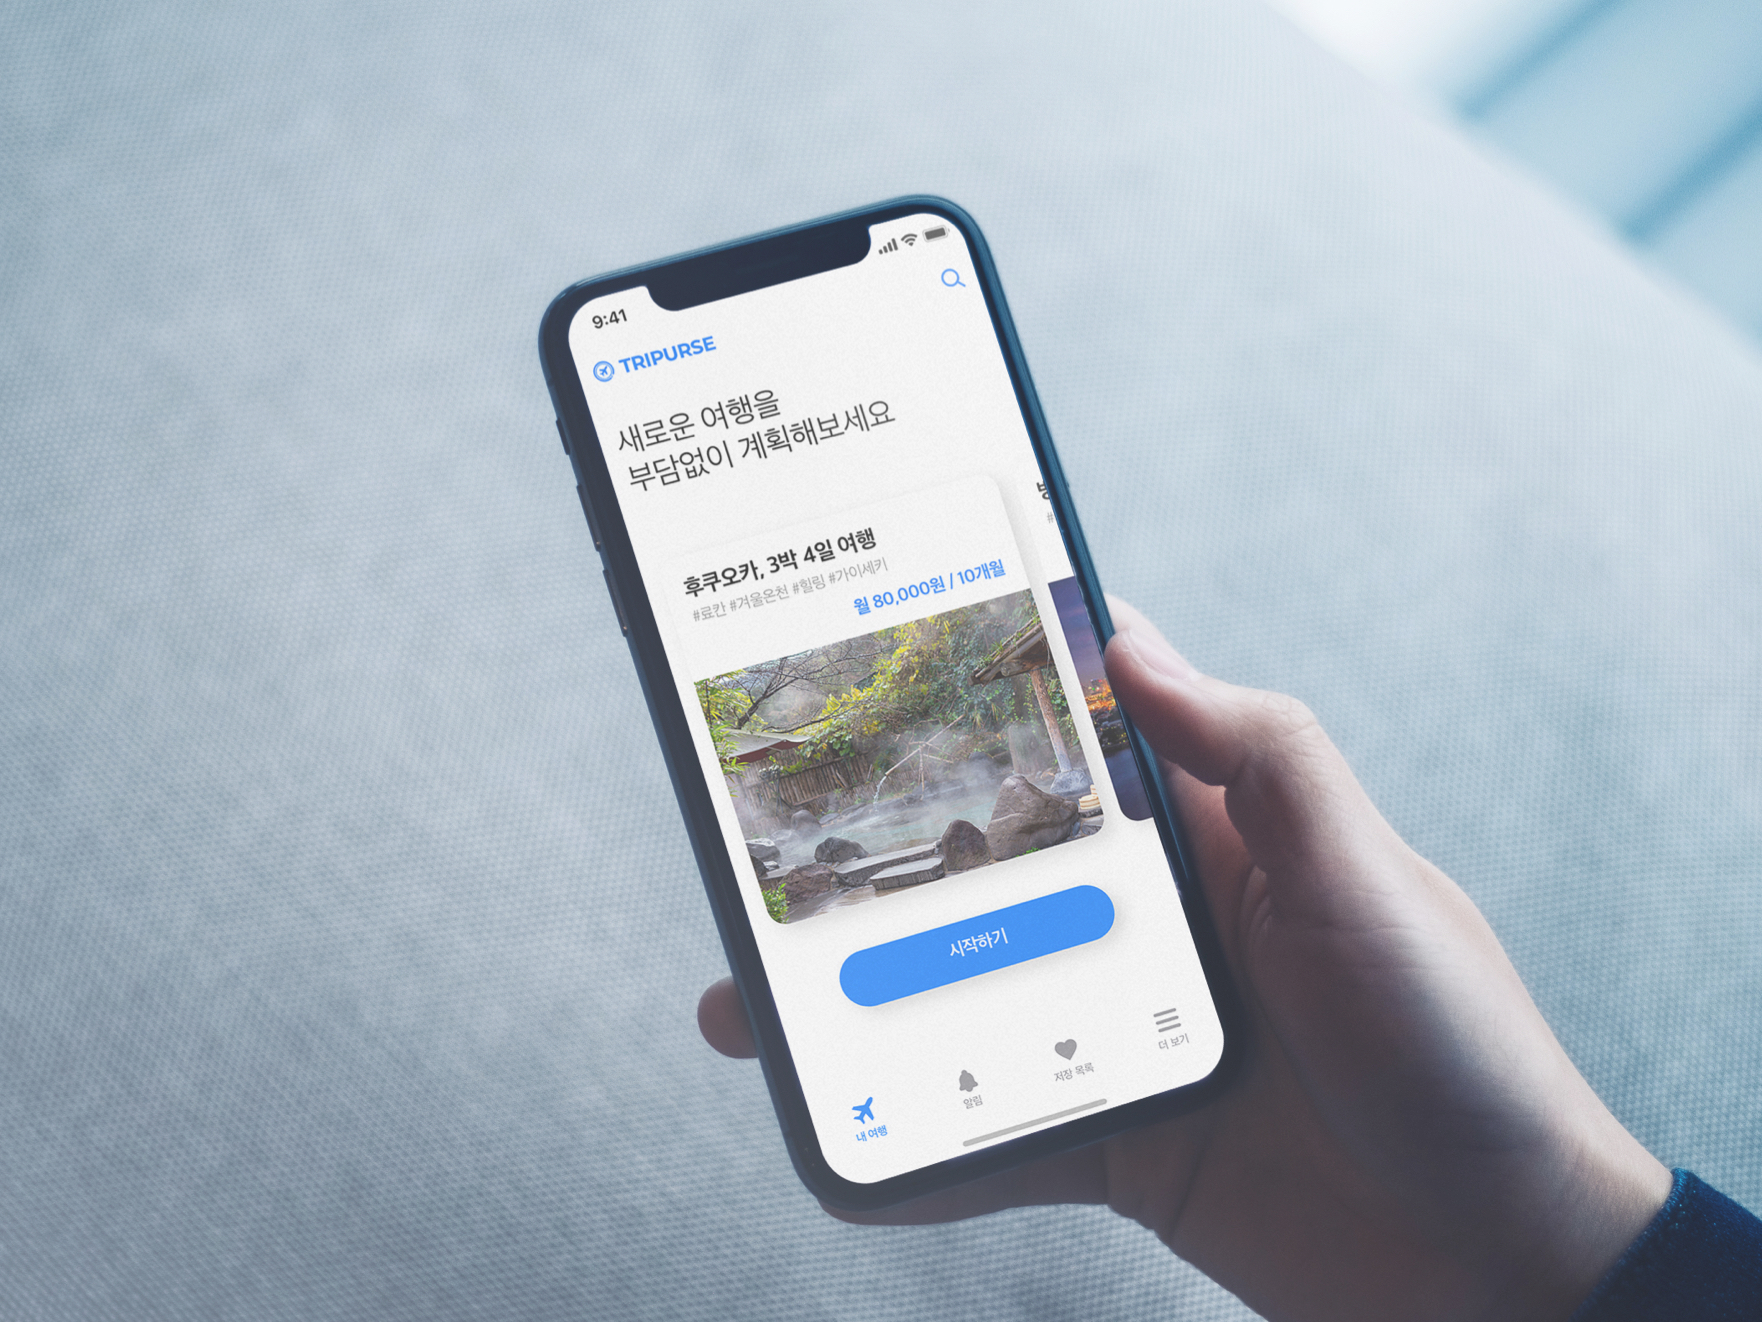 9:41
TRIPURSE
새로운 여행을
부담없이 계획해보세요
후쿠오카, 3박 4일 여행
#료칸 #겨울온천 #힐링 #가이세키
월 80,000원 / 10개월
#
시작하기
내 여행
알림
저장 목록
더 보기